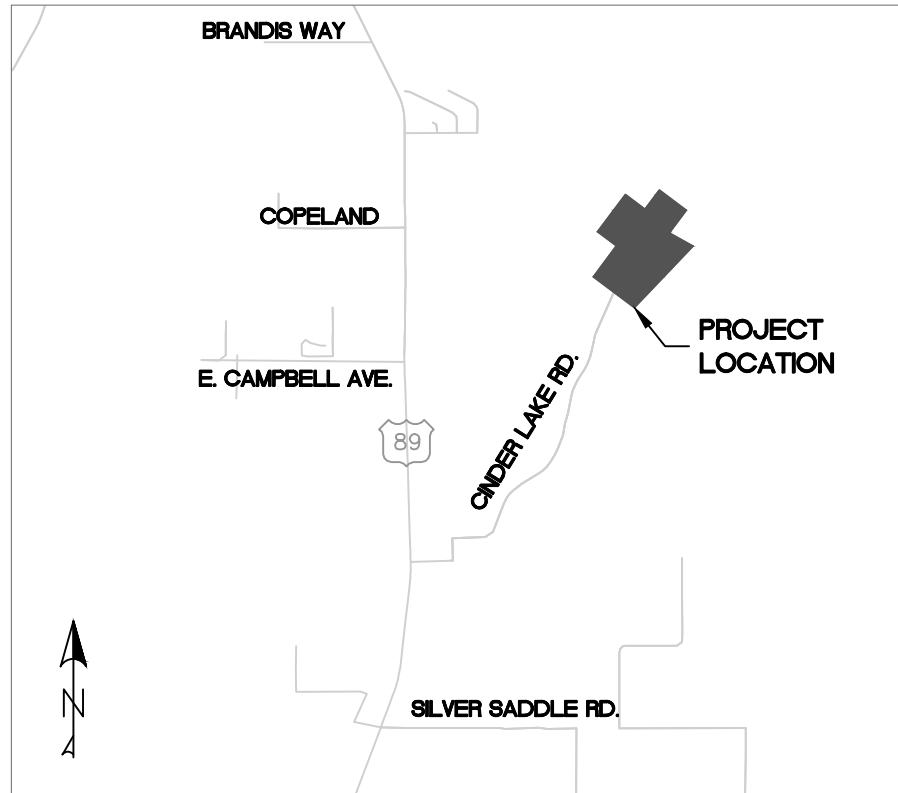 BRANDIS WAY
COPELAND
PROJECT
LOCATION
E. CAMPBELL AVE.
CINDER LAKE RD.
89
N
SILVER SADDLE RD.